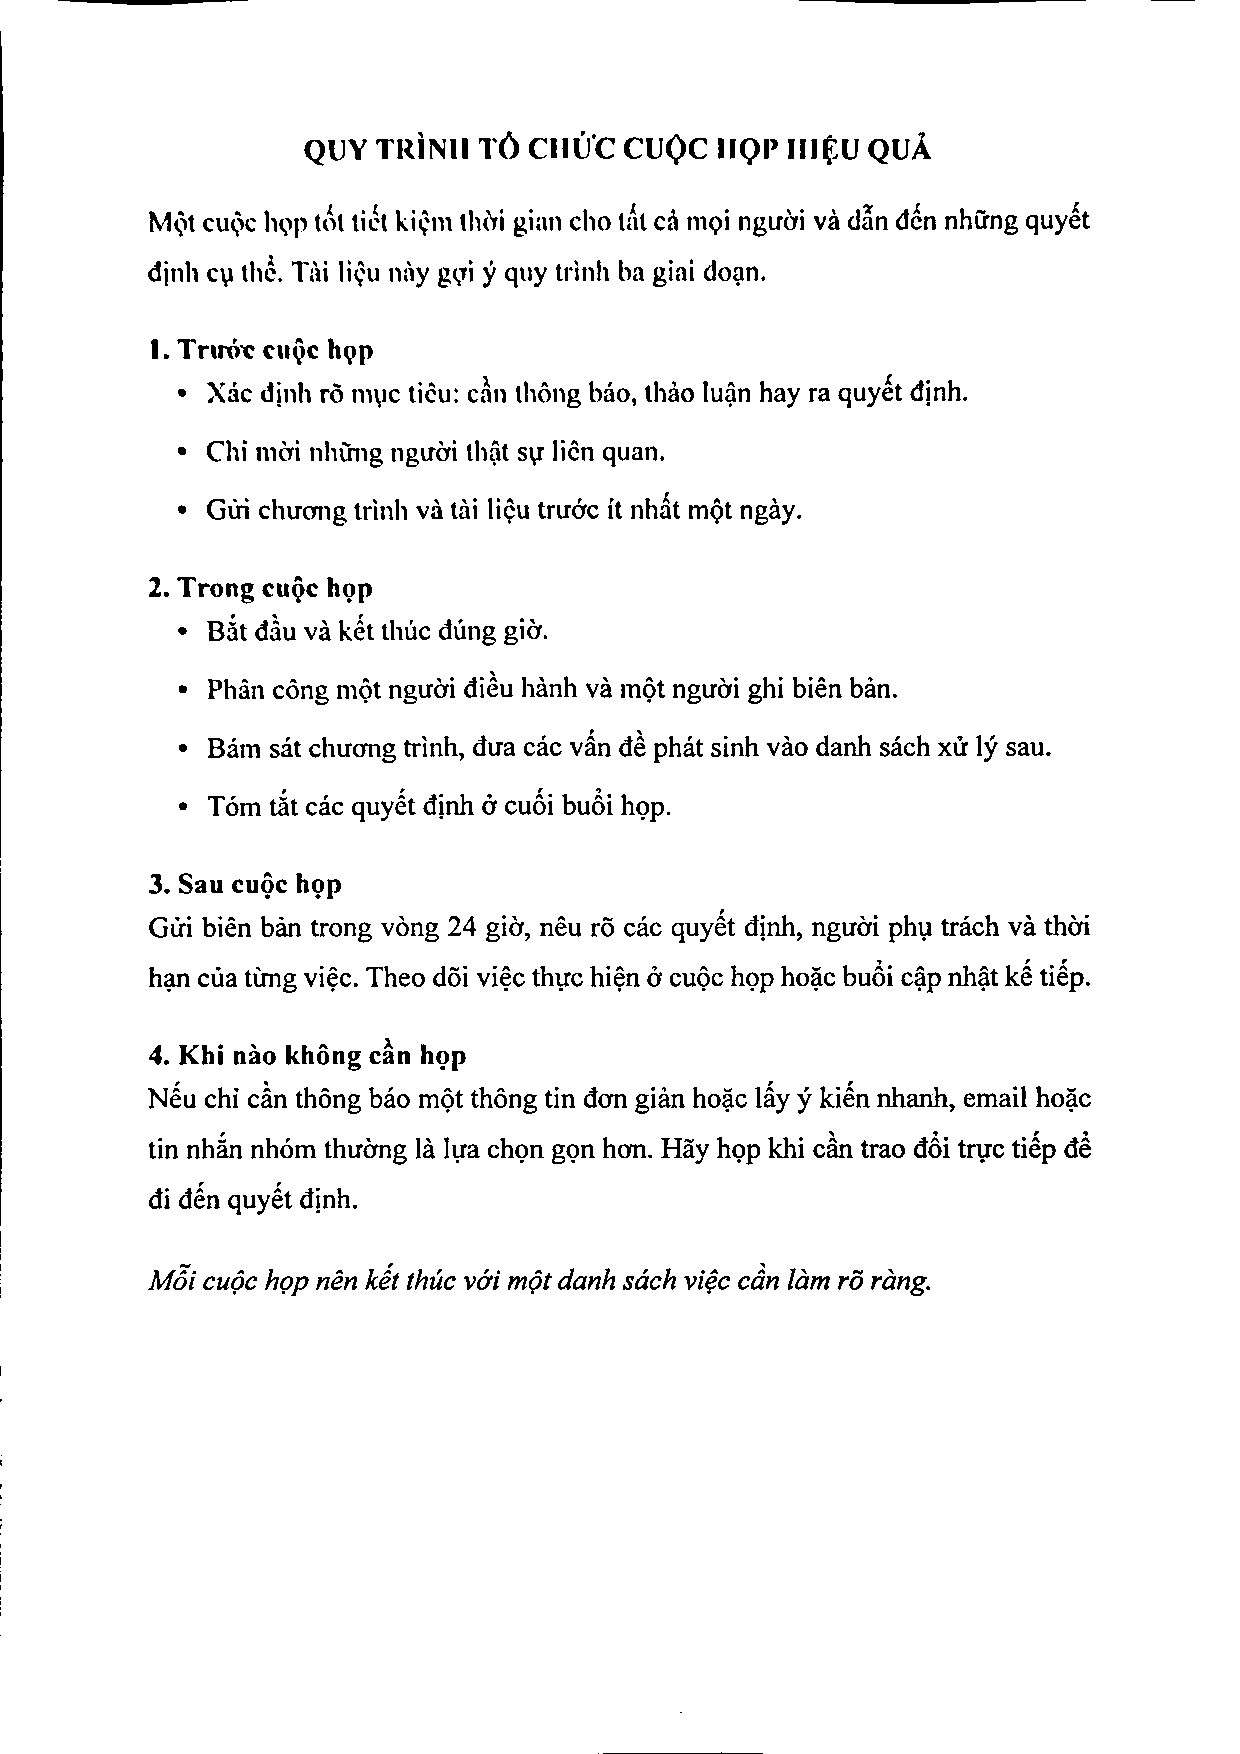 QUY TRÌNH TỔ CHỨC CUỘC HỌP HIỆU QUẢ
Một cuộc họp tốt tiết kiệm thời gian cho tất cả mọi người và dẫn đến những quyết
định cụ thể. Tài liệu này gợi ý quy trình ba giai đoạn.
1. Trước cuộc họp
• Xác định rõ mục tiêu: cần thông báo, thảo luận hay ra quyết định.
• Chỉ mời những người thật sự liên quan.
• Gửi chương trình và tài liệu trước ít nhất một ngày.
2. Trong cuộc họp
• Bắt đầu và kết thúc đúng giờ.
• Phân công một người điều hành và một người ghi biên bản.
• Bám sát chương trình, đưa các vấn đề phát sinh vào danh sách xử lý sau.
• Tóm tắt các quyết định ở cuối buổi họp.
3. Sau cuộc họp
Gửi biên bản trong vòng 24 giờ, nêu rõ các quyết định, người phụ trách và thời
hạn của từng việc. Theo dõi việc thực hiện ở cuộc họp hoặc buổi cập nhật kế tiếp.
4. Khi nào không cần họp
Nếu chỉ cần thông báo một thông tin đơn giản hoặc lấy ý kiến nhanh, email hoặc
tin nhắn nhóm thường là lựa chọn gọn hơn. Hãy họp khi cần trao đổi trực tiếp để
đi đến quyết định.
Mỗi cuộc họp nên kết thúc với một danh sách việc cần làm rõ ràng.